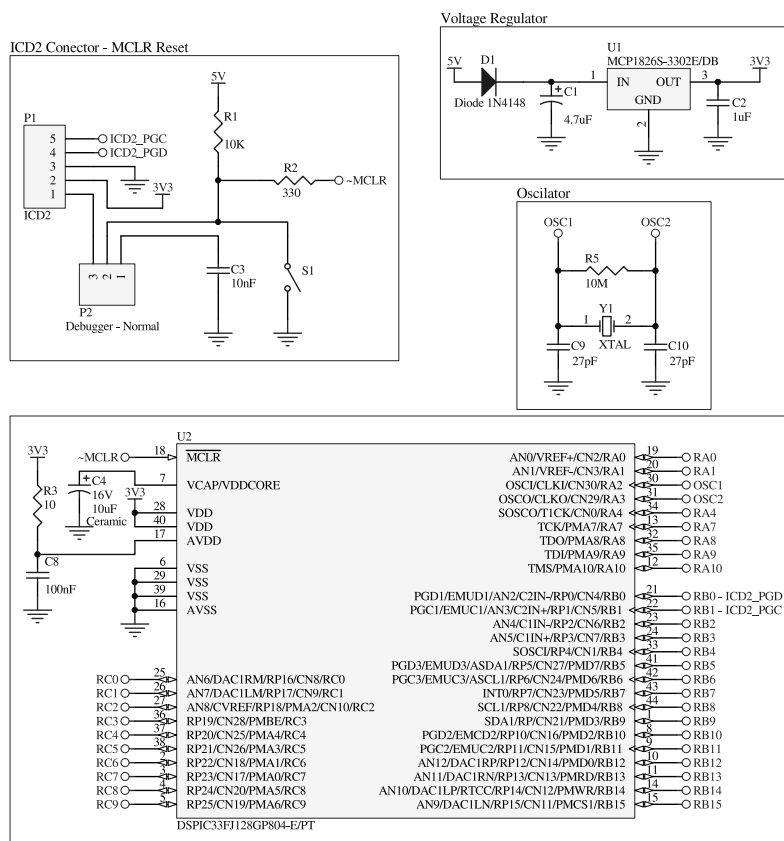 ICD2 Conector - MCLR Reset
5V
R1
10K
P1
5
4
3
2
1
ICD2
ICD2_PGC
ICD2_PGD
3V3
R2
330
~MCLR
3
2
1
P2
Debugger - Normal
C3
10nF
S1
Voltage Regulator
5V
D1
Diode 1N4148
C1
4.7uF
U1
MCP1826S-3302E/DB
1
IN
OUT
3
GND
2
3V3
C2
1uF
Oscilator
OSC1
OSC2
R5
10M
Y1
1
2
XTAL
C9
27pF
C10
27pF
U2
3V3
R3
10
C8
100nF
C4
16V
10uF
Ceramic
3V3
~MCLR 18 MCLR
7 VCAP/VDDCORE
28 VDD
40 VDD
17 AVDD
6 VSS
29 VSS
39 VSS
16 AVSS
RC0 25 AN6/DAC1RM/RP16/CN8/RC0
RC1 26 AN7/DAC1LM/RP17/CN9/RC1
RC2 27 AN8/CVREF/RP18/PMA2/CN10/RC2
RC3 36 RP19/CN28/PMBE/RC3
RC4 37 RP20/CN25/PMA4/RC4
RC5 38 RP21/CN26/PMA3/RC5
RC6 2 RP22/CN18/PMA1/RC6
RC7 3 RP23/CN17/PMA0/RC7
RC8 4 RP24/CN20/PMA5/RC8
RC9 5 RP25/CN19/PMA6/RC9
AN0/VREF+/CN2/RA0 19 RA0
AN1/VREF-/CN3/RA1 20 RA1
OSCI/CLKI/CN30/RA2 30 OSC1
OSCO/CLKO/CN29/RA3 31 OSC2
SOSCO/T1CK/CN0/RA4 34 RA4
TCK/PMA7/RA7 13 RA7
TDO/PMA8/RA8 32 RA8
TDI/PMA9/RA9 35 RA9
TMS/PMA10/RA10 12 RA10
PGD1/EMUD1/AN2/C2IN-/RP0/CN4/RB0 21 RB0 - ICD2_PGD
PGC1/EMUC1/AN3/C2IN+/RP1/CN5/RB1 22 RB1 - ICD2_PGC
AN4/C1IN-/RP2/CN6/RB2 23 RB2
AN5/C1IN+/RP3/CN7/RB3 24 RB3
SOSCI/RP4/CN1/RB4 33 RB4
PGD3/EMUD3/ASDA1/RP5/CN27/PMD7/RB5 41 RB5
PGC3/EMUC3/ASCL1/RP6/CN24/PMD6/RB6 42 RB6
INT0/RP7/CN23/PMD5/RB7 43 RB7
SCL1/RP8/CN22/PMD4/RB8 44 RB8
SDA1/RP/CN21/PMD3/RB9 1 RB9
PGD2/EMCD2/RP10/CN16/PMD2/RB10 8 RB10
PGC2/EMUC2/RP11/CN15/PMD1/RB11 9 RB11
AN12/DAC1RP/RP12/CN14/PMD0/RB12 10 RB12
AN11/DAC1RN/RP13/CN13/PMRD/RB13 11 RB13
AN10/DAC1LP/RTCC/RP14/CN12/PMWR/RB14 14 RB14
AN9/DAC1LN/RP15/CN11/PMCS1/RB15 15 RB15
DSPIC33FJ128GP804-E/PT